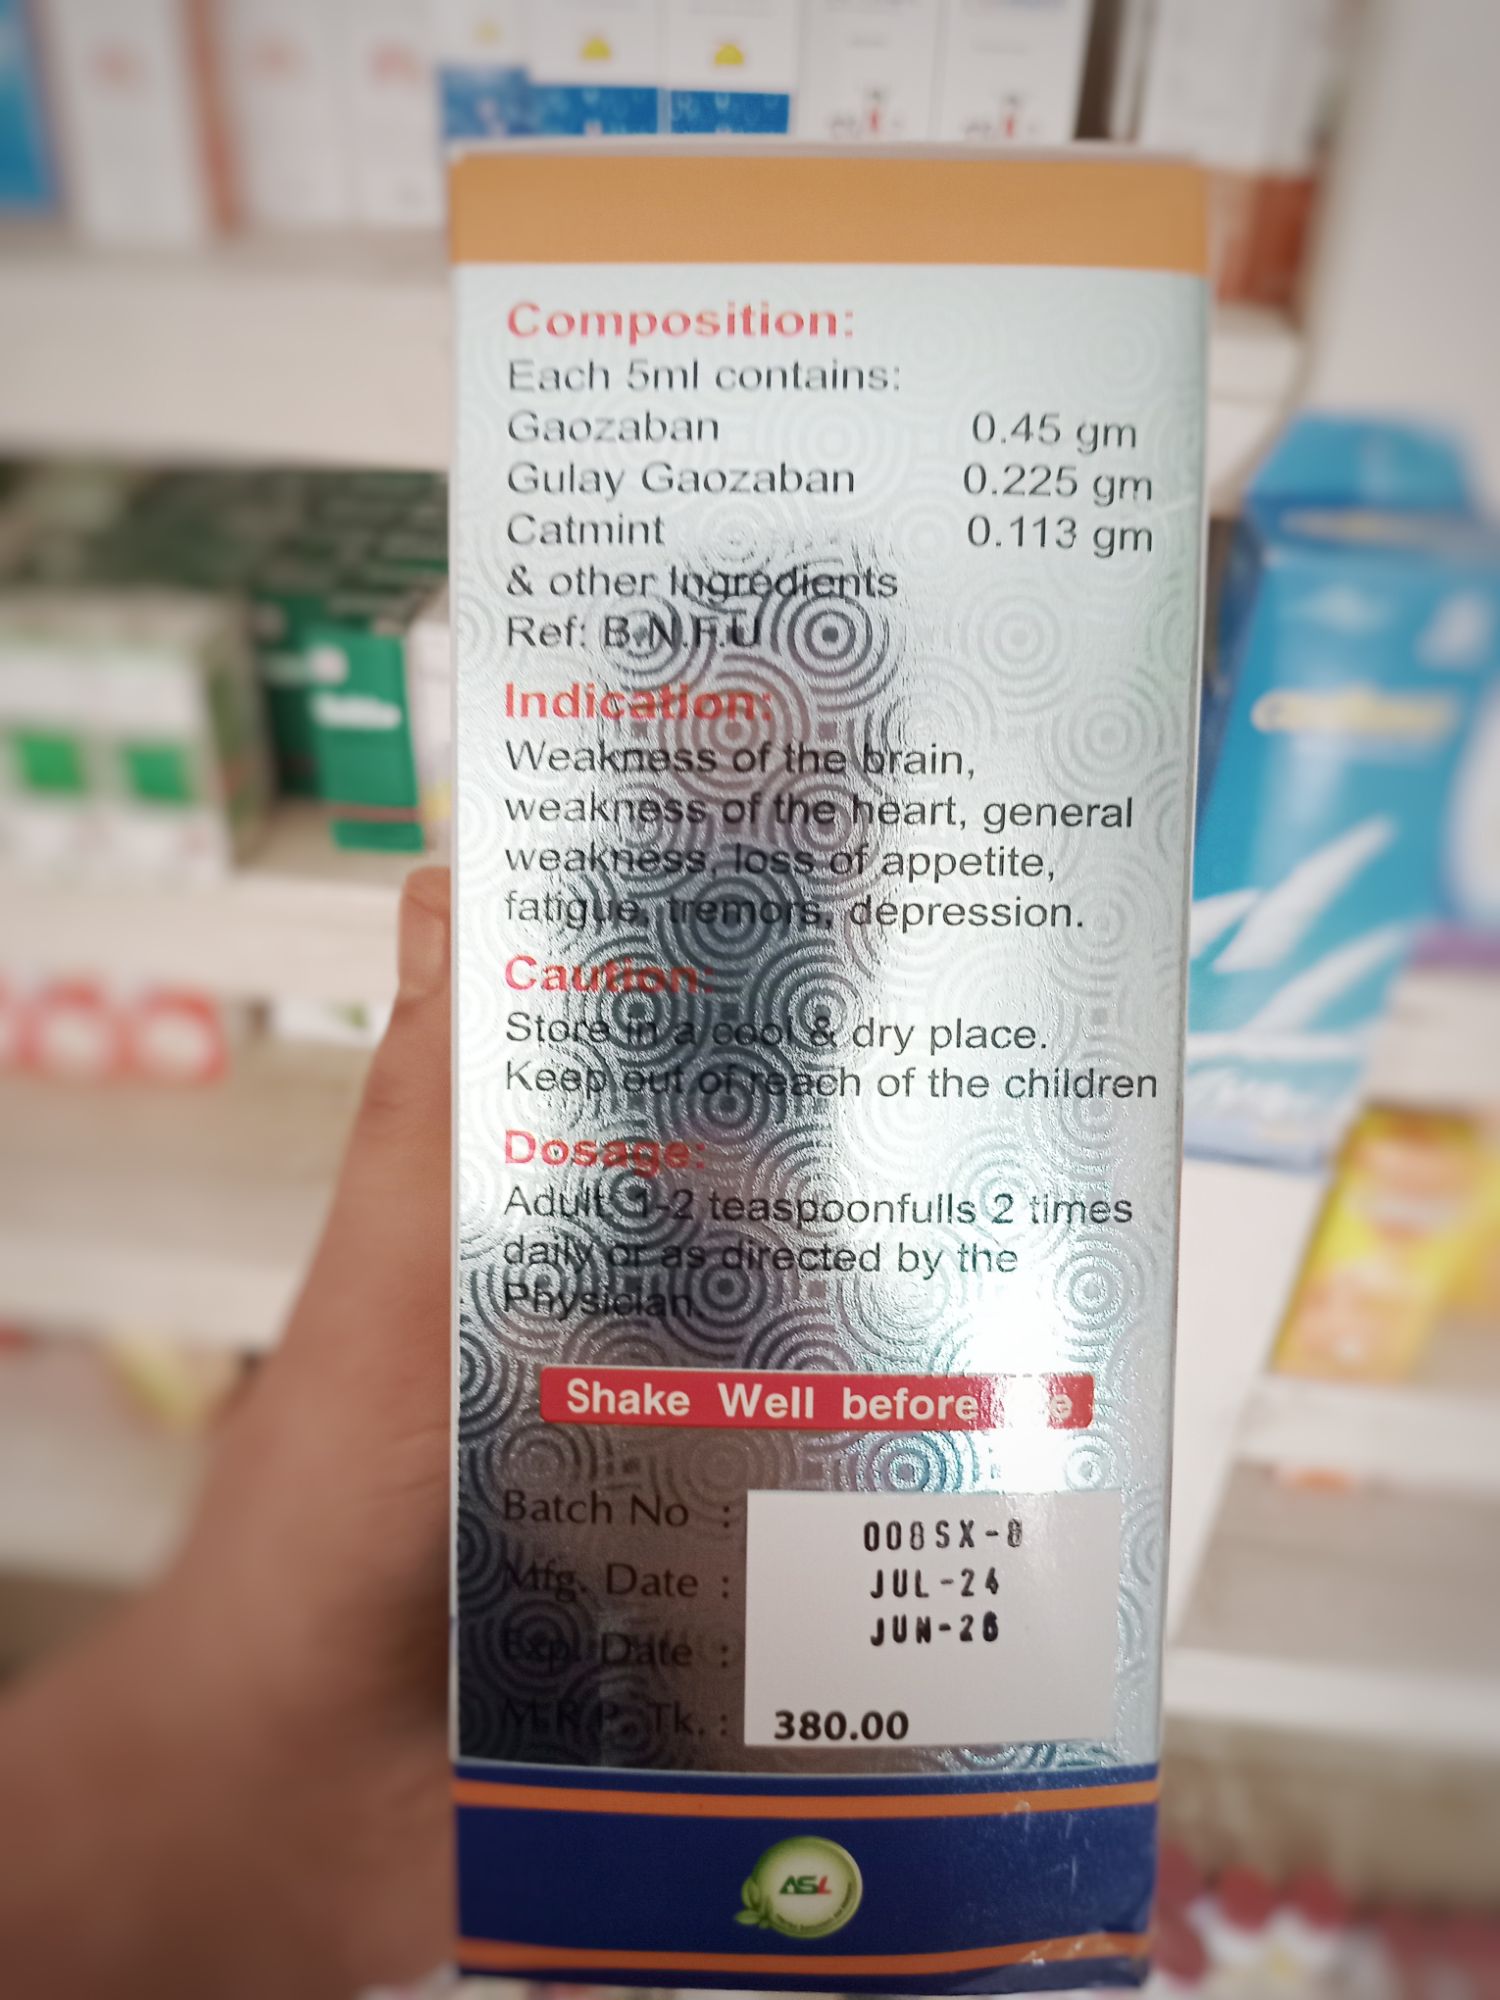 Composition:
Each 5ml contains:
Gaozaban 0.45 gm
Gulay Gaozaban 0.225 gm
Catmint 0.113 gm
& other Ingredients
Ref: B.N.F.U
Indication:
Weakness of the brain,
weakness of the heart, general
weakness, loss of appetite,
fatigue, tremors, depression.
Caution:
Store in a cool & dry place.
Keep out of reach of the children
Dosage:
Adult: 1-2 teaspoonfulls 2 times
daily or as directed by the
Physician.
Shake Well before
Batch No : 008SX-8
Mfg. Date : JUL-24
Exp. Date : JUN-26
M.R.P. Tk. : 380.00
ASL